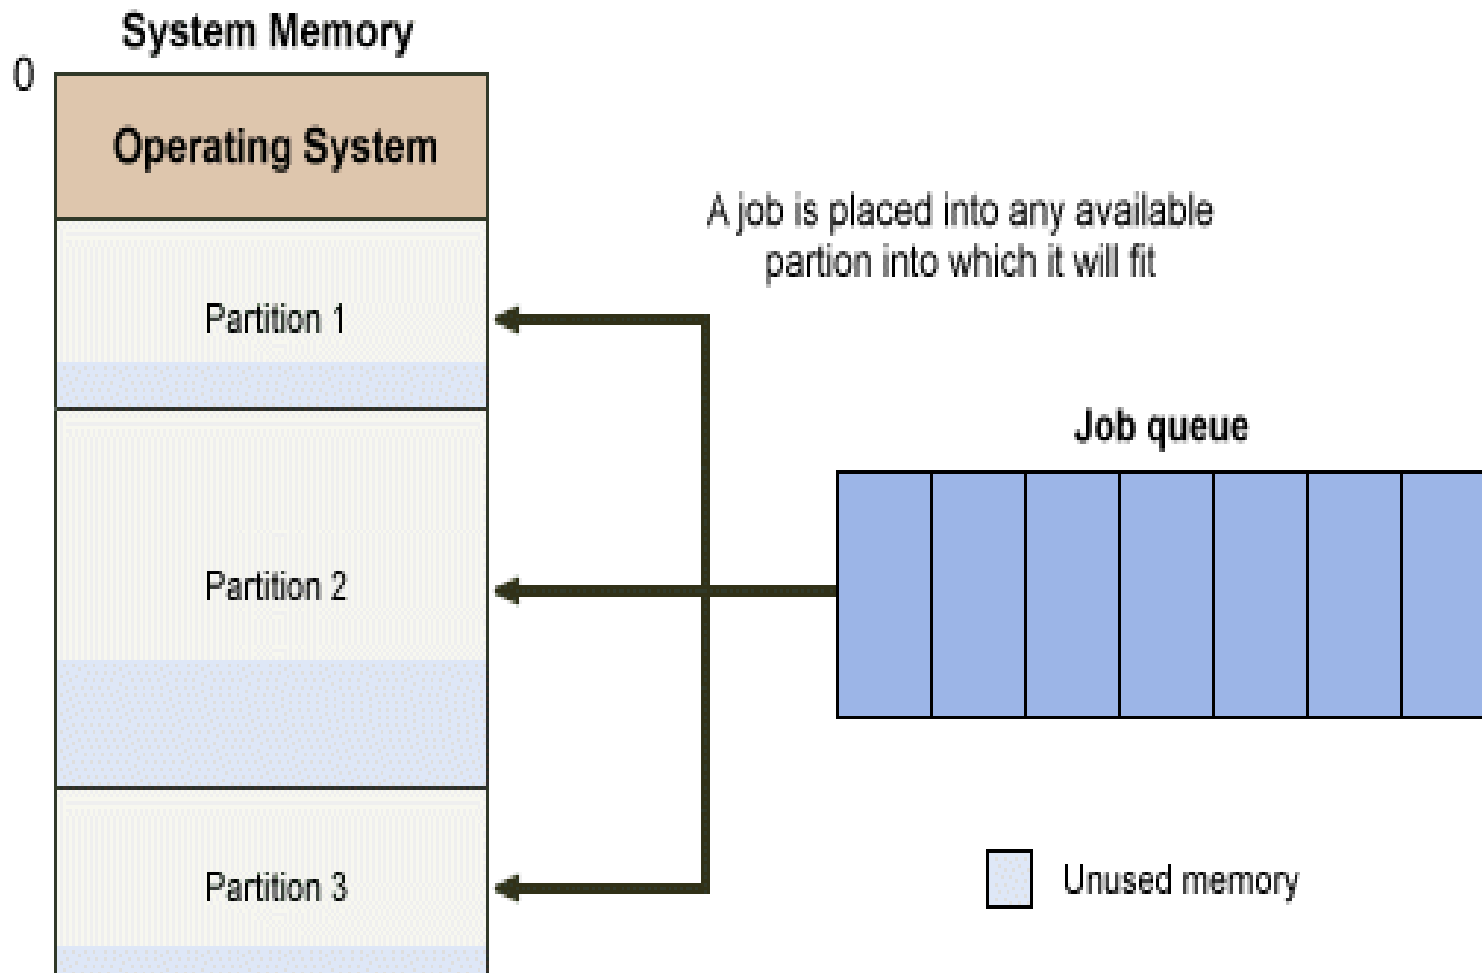 System Memory
0
Operating System
A job is placed into any available
partion into which it will fit
Partition 1
Job queue
Partition 2
Partition 3
Unused memory